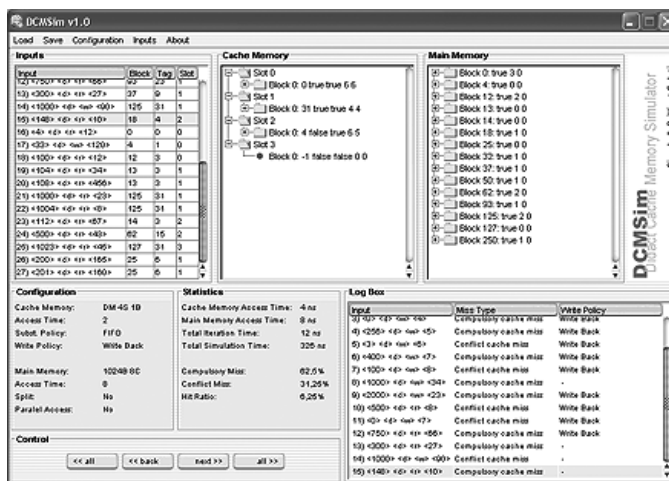 DCMSim v1.0
Load Save Configuration Inputs About
Inputs
Input Block Tag Slot
13) <300> <d> <r> <27> 37 9 1
14) <1000> <d> <w> <90> 125 31 1
15) <148> <d> <r> <10> 18 4 2
16) <4> <d> <r> <12> 0 0 0
17) <33> <d> <w> <120> 4 1 0
18) <100> <d> <r> <12> 12 3 0
19) <104> <d> <r> <34> 13 3 1
20) <108> <d> <r> <456> 13 3 1
21) <1000> <d> <r> <23> 125 31 1
22) <1004> <d> <r> <8> 125 31 1
23) <112> <d> <r> <67> 14 3 2
24) <500> <d> <r> <43> 62 15 2
25) <1023> <d> <r> <45> 127 31 3
26) <200> <d> <r> <165> 25 6 1
27) <201> <d> <r> <160> 25 6 1
Cache Memory
Slot 0
Block 0: 0 true true 6 6
Slot 1
Block 0: 31 true true 4 4
Slot 2
Block 0: 4 false true 6 5
Slot 3
Block 0: -1 false false 0 0
Main Memory
Block 0: true 3 0
Block 4: true 0 0
Block 12: true 2 0
Block 13: true 0 0
Block 14: true 0 0
Block 18: true 1 0
Block 25: true 0 0
Block 32: true 1 0
Block 37: true 1 0
Block 50: true 1 0
Block 62: true 2 0
Block 93: true 1 0
Block 125: true 2 0
Block 127: true 0 0
Block 250: true 1 0
DCMSim
Didact Cache Memory Simulator
Configuration
Cache Memory: DM 4S 1B
Access Time: 2
Subst. Policy: FIFO
Write Policy: Write Back
Main Memory: 1024B 8C
Access Time: 8
Split: No
Paralel Access: No
Statistics
Cache Memory Access Time: 4 ns
Main Memory Access Time: 8 ns
Total Iteration Time: 12 ns
Total Simulation Time: 326 ns
Compulsory Miss: 62,5%
Conflict Miss: 31,25%
Hit Ratio: 6,25%
Log Box
Input Miss Type Write Policy
Compulsory cache miss Write Back
4) <256> <d> <w> <5> Compulsory cache miss Write Back
5) <3> <d> <w> <6> Conflict cache miss Write Back
6) <400> <d> <w> <7> Compulsory cache miss Write Back
7) <100> <d> <w> <8> Conflict cache miss Write Back
8) <1000> <d> <w> <34> Compulsory cache miss -
9) <2000> <d> <w> <23> Compulsory cache miss Write Back
10) <500> <d> <w> <8> Conflict cache miss Write Back
11) <0> <d> <w> <7> Conflict cache miss Write Back
12) <750> <d> <r> <66> Compulsory cache miss Write Back
13) <300> <d> <r> <27> Compulsory cache miss -
14) <1000> <d> <w> <90> Conflict cache miss Write Back
15) <148> <d> <r> <10> Compulsory cache miss -
Control
<< all << back next >> all >>